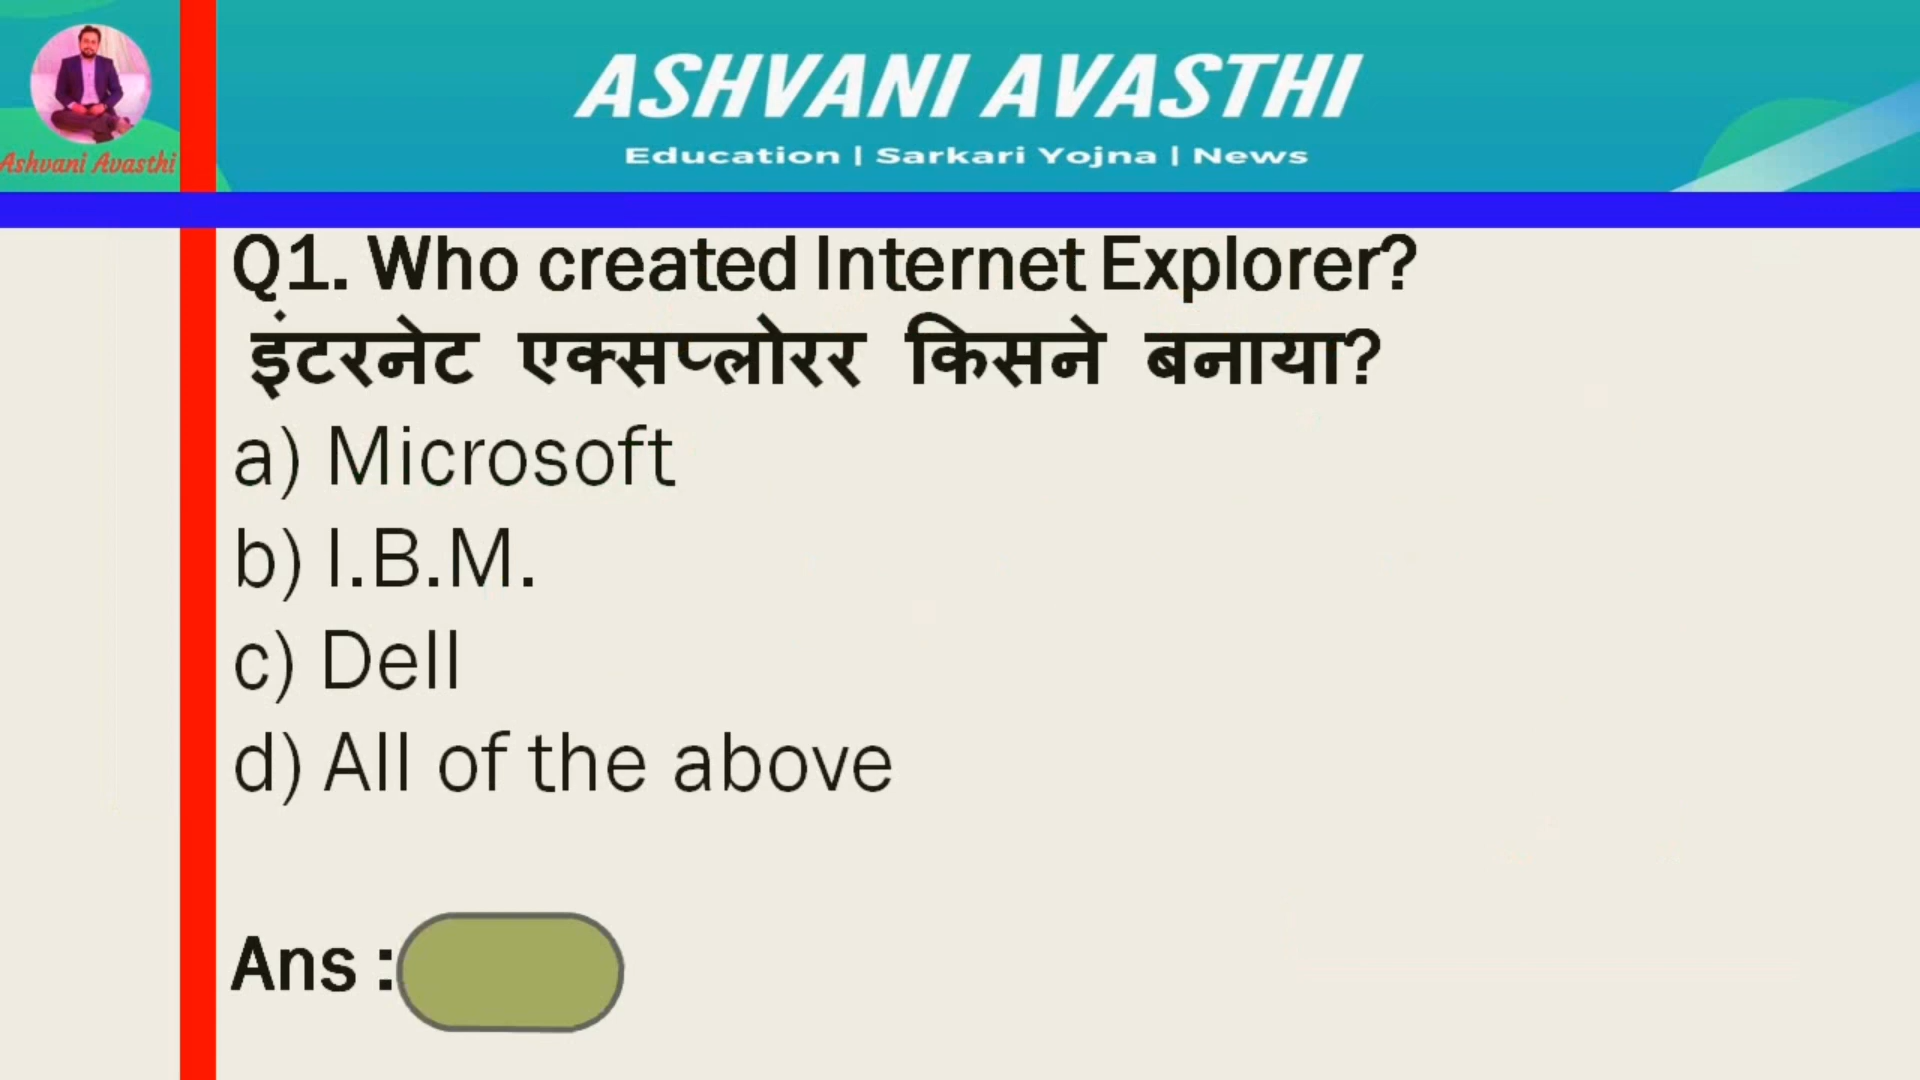 Ashvani Avasthi
ASHVANI AVASTHI
Education | Sarkari Yojna | News
Q1. Who created Internet Explorer?
इंटरनेट एक्सप्लोरर किसने बनाया?
a) Microsoft
b) I.B.M.
c) Dell
d) All of the above
Ans :